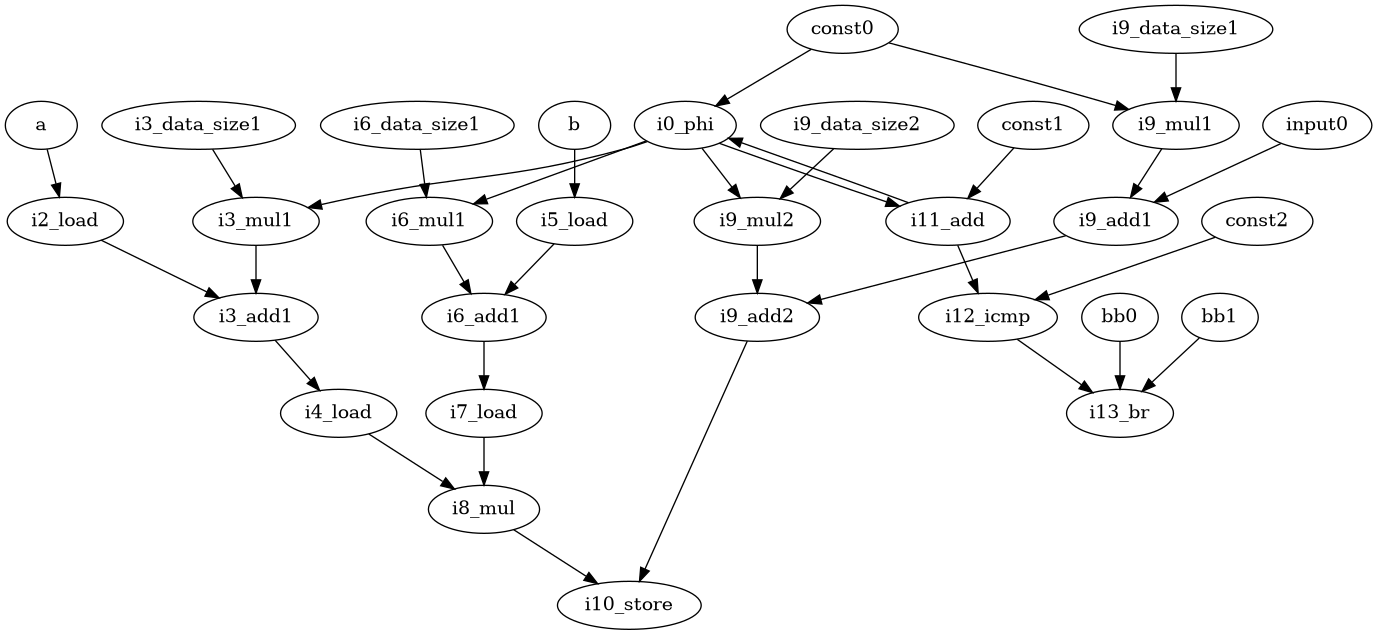 const0
i9_data_size1
a
i3_data_size1
i6_data_size1
b
i0_phi
i9_data_size2
const1
i9_mul1
input0
i2_load
i3_mul1
i6_mul1
i5_load
i9_mul2
i11_add
i9_add1
const2
i3_add1
i6_add1
i9_add2
i12_icmp
bb0
bb1
i4_load
i7_load
i13_br
i8_mul
i10_store